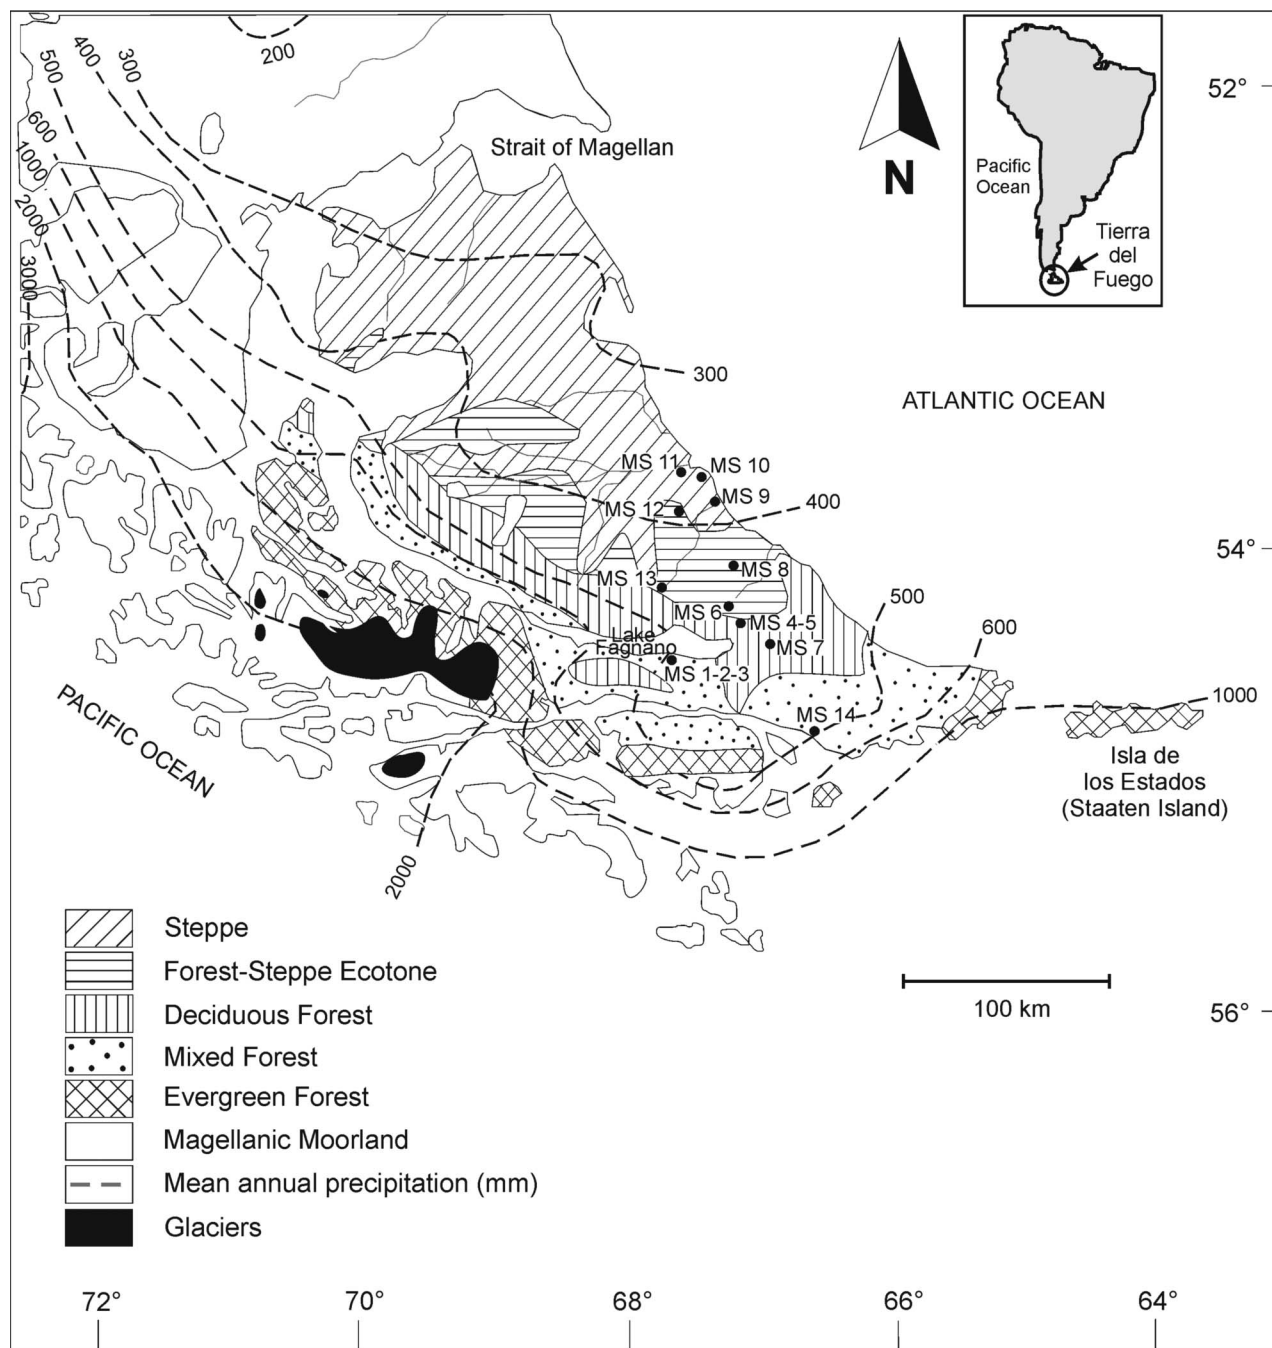 200
300
400
500
600
1000
2000
3000
Strait of Magellan
N
Pacific
Ocean
Tierra
del
Fuego
52°
300
ATLANTIC OCEAN
MS 11
MS 10
MS 9
MS 12
400
54°
MS 8
MS 13
MS 6
MS 4-5
500
600
Lake
Fagnano
MS 7
MS 1-2-3
1000
MS 14
PACIFIC OCEAN
Isla de
los Estados
(Staaten Island)
2000
Steppe
Forest-Steppe Ecotone
Deciduous Forest
Mixed Forest
Evergreen Forest
Magellanic Moorland
Mean annual precipitation (mm)
Glaciers
100 km
56°
72°
70°
68°
66°
64°